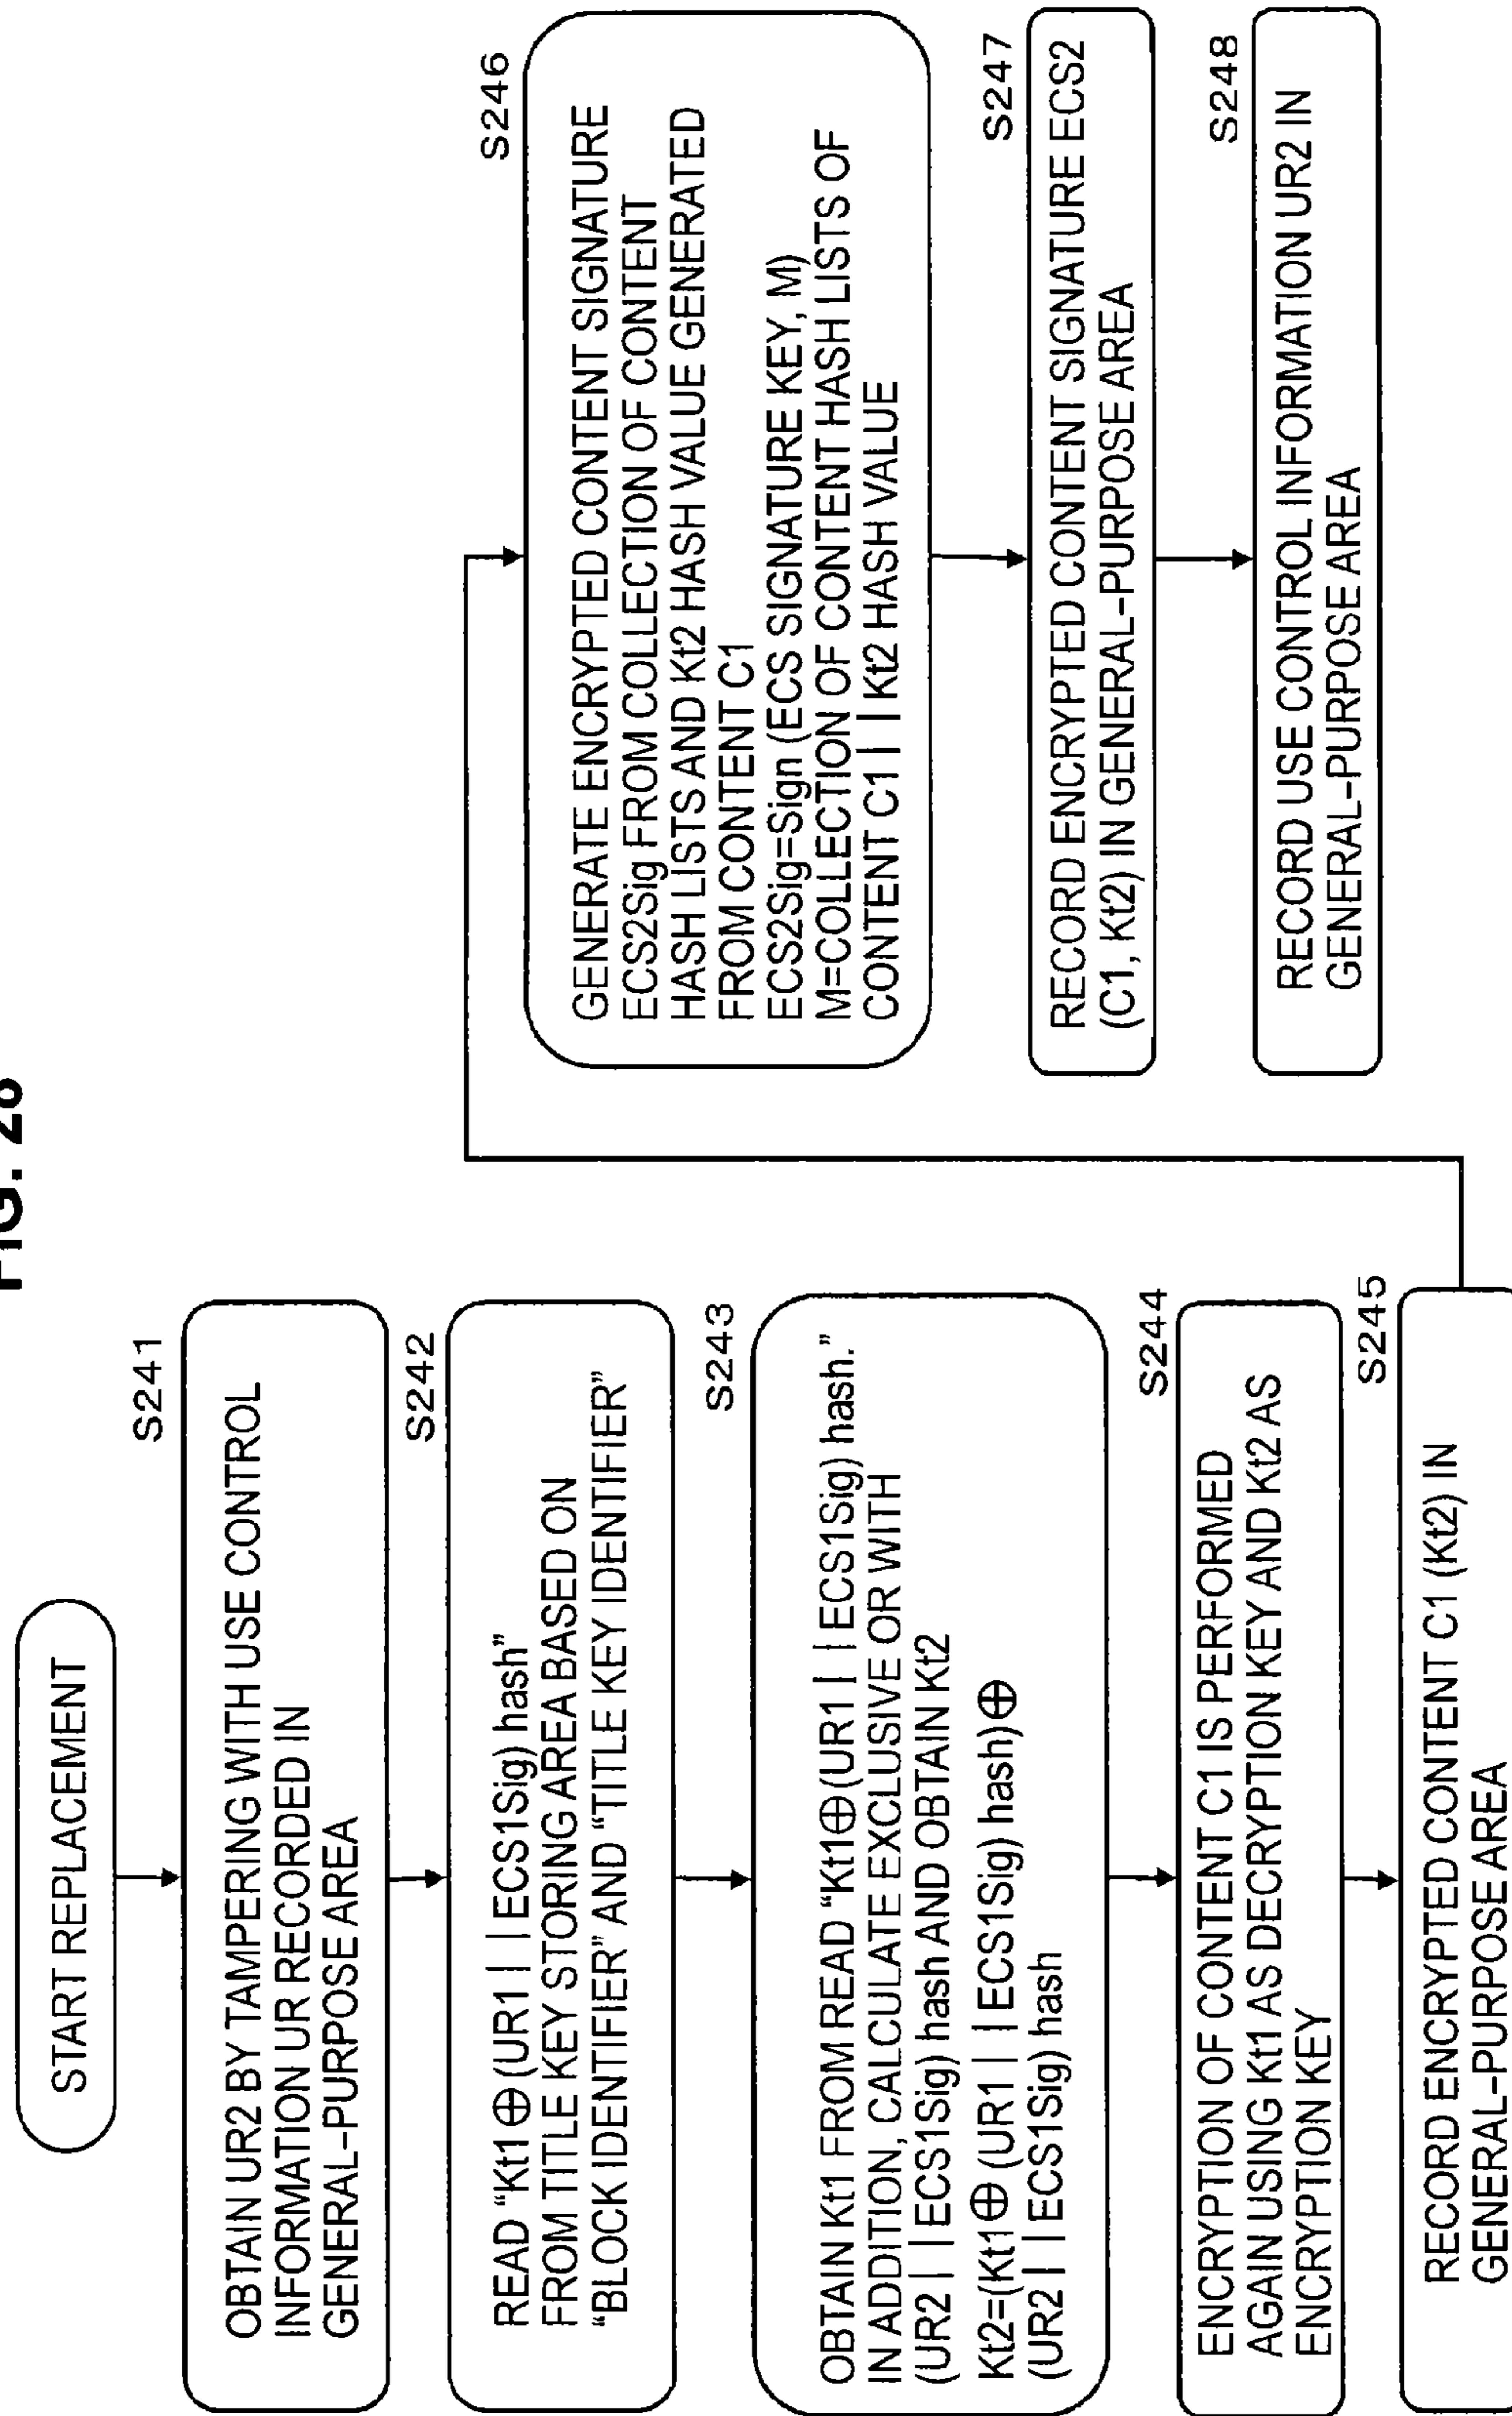 FIG. 28
START REPLACEMENT
S241
OBTAIN UR2 BY TAMPERING WITH USE CONTROL
INFORMATION UR RECORDED IN
GENERAL-PURPOSE AREA
S242
READ “Kt1⊕(UR1||ECS1Sig) hash”
FROM TITLE KEY STORING AREA BASED ON
“BLOCK IDENTIFIER” AND “TITLE KEY IDENTIFIER”
S243
OBTAIN Kt1 FROM READ “Kt1⊕(UR1||ECS1Sig) hash.”
IN ADDITION, CALCULATE EXCLUSIVE OR WITH
(UR2||ECS1Sig) hash AND OBTAIN Kt2
Kt2=(Kt1⊕(UR1||ECS1Sig) hash)⊕
(UR2||ECS1Sig) hash
S244
ENCRYPTION OF CONTENT C1 IS PERFORMED
AGAIN USING Kt1 AS DECRYPTION KEY AND Kt2 AS
ENCRYPTION KEY
S245
RECORD ENCRYPTED CONTENT C1 (Kt2) IN
GENERAL-PURPOSE AREA
S246
GENERATE ENCRYPTED CONTENT SIGNATURE
ECS2Sig FROM COLLECTION OF CONTENT
HASH LISTS AND Kt2 HASH VALUE GENERATED
FROM CONTENT C1
ECS2Sig=Sign (ECS SIGNATURE KEY, M)
M=COLLECTION OF CONTENT HASH LISTS OF
CONTENT C1||Kt2 HASH VALUE
S247
RECORD ENCRYPTED CONTENT SIGNATURE ECS2
(C1, Kt2) IN GENERAL-PURPOSE AREA
S248
RECORD USE CONTROL INFORMATION UR2 IN
GENERAL-PURPOSE AREA